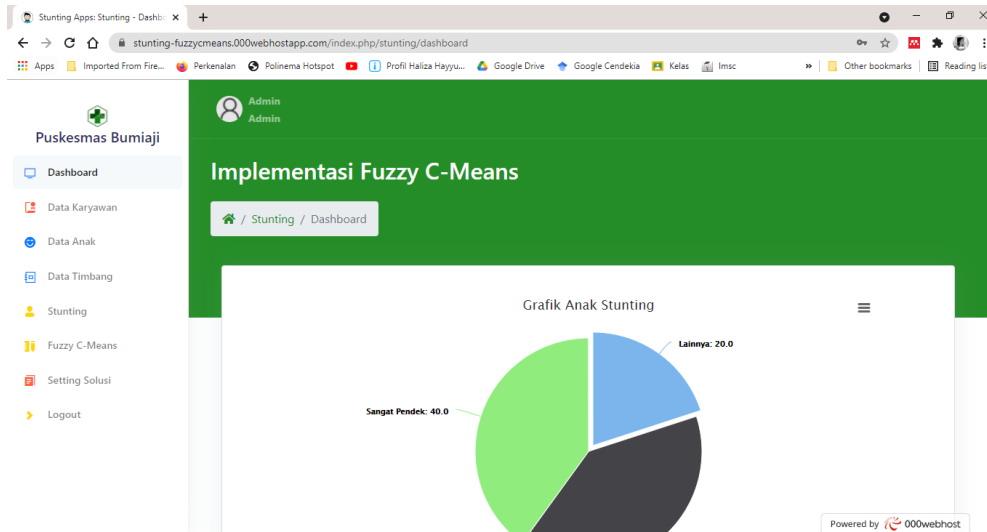 Stunting Apps: Stunting - Dashb
stunting-fuzzycmeans.000webhostapp.com/index.php/stunting/dashboard
Apps Imported From Fire... Perkenalan Polinema Hotspot Profil Haliza Hayyu... Google Drive Google Cendekia Kelas Imsc » Other bookmarks Reading lis
Puskesmas Bumiaji
Dashboard
Data Karyawan
Data Anak
Data Timbang
Stunting
Fuzzy C-Means
Setting Solusi
Logout
Admin
Admin
Implementasi Fuzzy C-Means
/ Stunting / Dashboard
Grafik Anak Stunting
Lainnya: 20.0
Sangat Pendek: 40.0
Powered by 000webhost